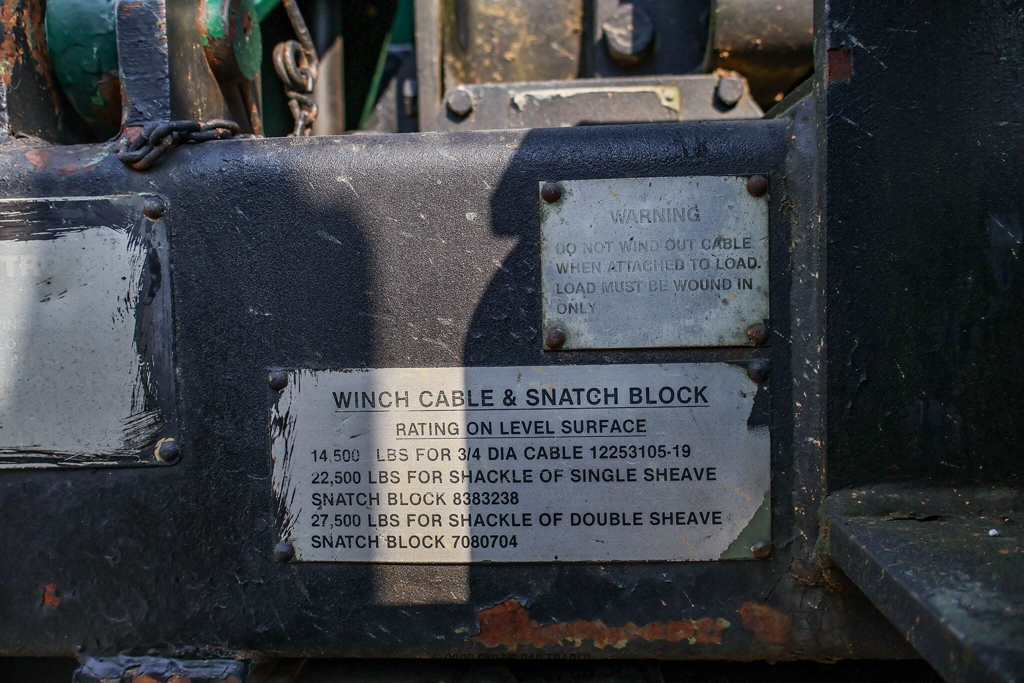 WARNING
DO NOT WIND OUT CABLE
WHEN ATTACHED TO LOAD.
LOAD MUST BE WOUND IN
ONLY
WINCH CABLE & SNATCH BLOCK
RATING ON LEVEL SURFACE
14,500 LBS FOR 3/4 DIA CABLE 12253105-19
22,500 LBS FOR SHACKLE OF SINGLE SHEAVE
SNATCH BLOCK 8383238
27,500 LBS FOR SHACKLE OF DOUBLE SHEAVE
SNATCH BLOCK 7080704